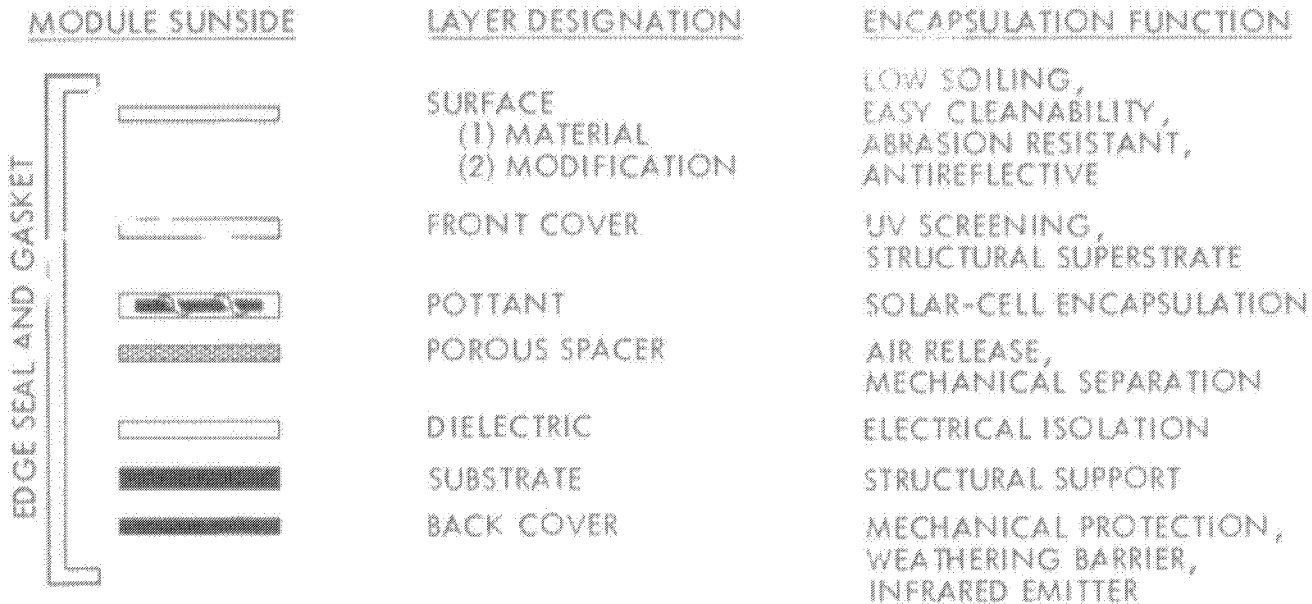 MODULE SUNSIDE
LAYER DESIGNATION
ENCAPSULATION FUNCTION
EDGE SEAL AND GASKET
SURFACE
(1) MATERIAL
(2) MODIFICATION
LOW SOILING,
EASY CLEANABILITY,
ABRASION RESISTANT,
ANTIREFLECTIVE
FRONT COVER
UV SCREENING,
STRUCTURAL SUPERSTRATE
POTTANT
SOLAR-CELL ENCAPSULATION
POROUS SPACER
AIR RELEASE,
MECHANICAL SEPARATION
DIELECTRIC
ELECTRICAL ISOLATION
SUBSTRATE
STRUCTURAL SUPPORT
BACK COVER
MECHANICAL PROTECTION,
WEATHERING BARRIER,
INFRARED EMITTER